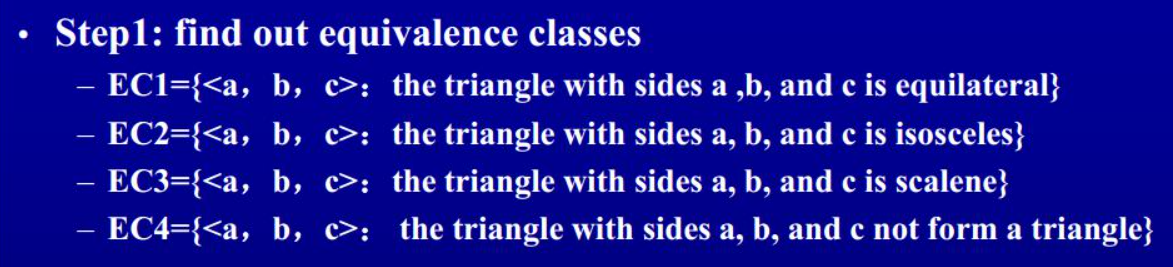 • Step1: find out equivalence classes
– EC1={<a， b， c>： the triangle with sides a ,b, and c is equilateral}
– EC2={<a， b， c>： the triangle with sides a, b, and c is isosceles}
– EC3={<a， b， c>： the triangle with sides a, b, and c is scalene}
– EC4={<a， b， c>： the triangle with sides a, b, and c not form a triangle}